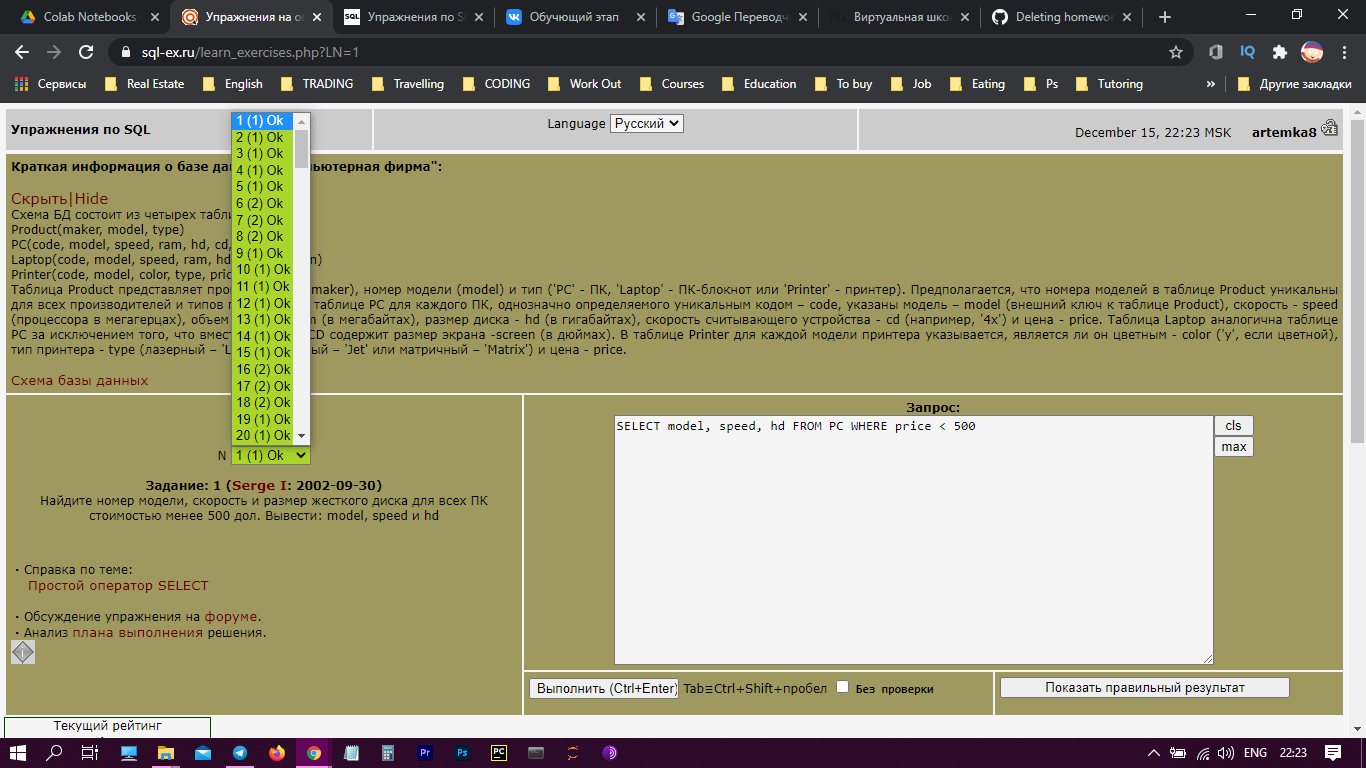 Colab Notebooks -
Упражнения на о
Упражнения по S
Обучающий этап
Google Переводч
Виртуальная шко
Deleting homewor
sql-ex.ru/learn_exercises.php?LN=1
Сервисы
Real Estate
English
TRADING
Travelling
CODING
Work Out
Courses
Education
To buy
Job
Eating
Ps
Tutoring
»
Другие закладки
Упражнения по SQL
Language Русский
December 15, 22:23 MSK artemka8
Краткая информация о базе да пьютерная фирма":
Скрыть|Hide
Схема БД состоит из четырех табли
Product(maker, model, type)
PC(code, model, speed, ram, hd, cd,
Laptop(code, model, speed, ram, hd n)
Printer(code, model, color, type, pric
Таблица Product представляет прои maker), номер модели (model) и тип ('PC' - ПК, 'Laptop' - ПК-блокнот или 'Printer' - принтер). Предполагается, что номера моделей в таблице Product уникальны
для всех производителей и типов п таблице PC для каждого ПК, однозначно определяемого уникальным кодом – code, указаны модель – model (внешний ключ к таблице Product), скорость - speed
(процессора в мегагерцах), объем (в мегабайтах), размер диска - hd (в гигабайтах), скорость считывающего устройства - cd (например, '4x') и цена - price. Таблица Laptop аналогична таблице
PC за исключением того, что вмест CD содержит размер экрана -screen (в дюймах). В таблице Printer для каждой модели принтера указывается, является ли он цветным - color ('y', если цветной),
тип принтера - type (лазерный – 'L ый – 'Jet' или матричный – 'Matrix') и цена - price.
Схема базы данных
1 (1) Ok
2 (1) Ok
3 (1) Ok
4 (1) Ok
5 (1) Ok
6 (2) Ok
7 (2) Ok
8 (2) Ok
9 (1) Ok
10 (1) Ok
11 (1) Ok
12 (1) Ok
13 (1) Ok
14 (1) Ok
15 (1) Ok
16 (2) Ok
17 (2) Ok
18 (2) Ok
19 (1) Ok
20 (1) Ok
N 1 (1) Ok
Задание: 1 (Serge I: 2002-09-30)
Найдите номер модели, скорость и размер жесткого диска для всех ПК
стоимостью менее 500 дол. Вывести: model, speed и hd
· Справка по теме:
Простой оператор SELECT
· Обсуждение упражнения на форуме.
· Анализ плана выполнения решения.
Запрос:
SELECT model, speed, hd FROM PC WHERE price < 500
cls
max
Выполнить (Ctrl+Enter) Tab≡Ctrl+Shift+пробел Без проверки
Показать правильный результат
Текущий рейтинг
ENG 22:23